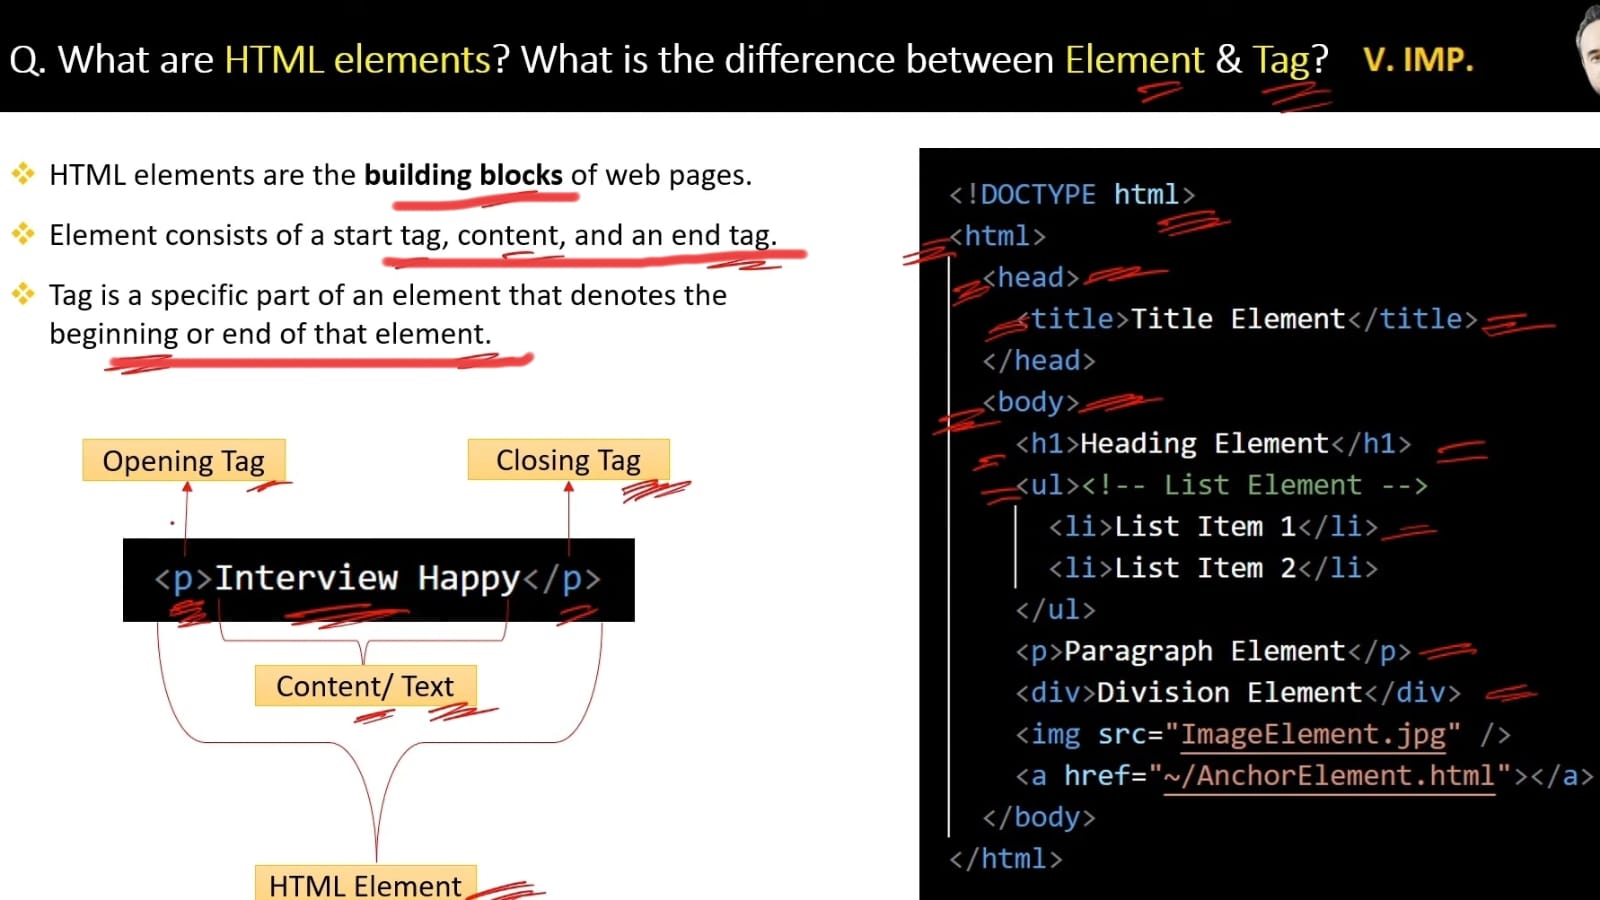 Q. What are HTML elements? What is the difference between Element & Tag? V. IMP.
HTML elements are the building blocks of web pages.
Element consists of a start tag, content, and an end tag.
Tag is a specific part of an element that denotes the
beginning or end of that element.
Opening Tag
Closing Tag
<p>Interview Happy</p>
Content/ Text
HTML Element
<!DOCTYPE html>
<html>
<head>
<title>Title Element</title>
</head>
<body>
<h1>Heading Element</h1>
<ul><!-- List Element -->
<li>List Item 1</li>
<li>List Item 2</li>
</ul>
<p>Paragraph Element</p>
<div>Division Element</div>
<img src="ImageElement.jpg" />
<a href="~/AnchorElement.html"></a>
</body>
</html>